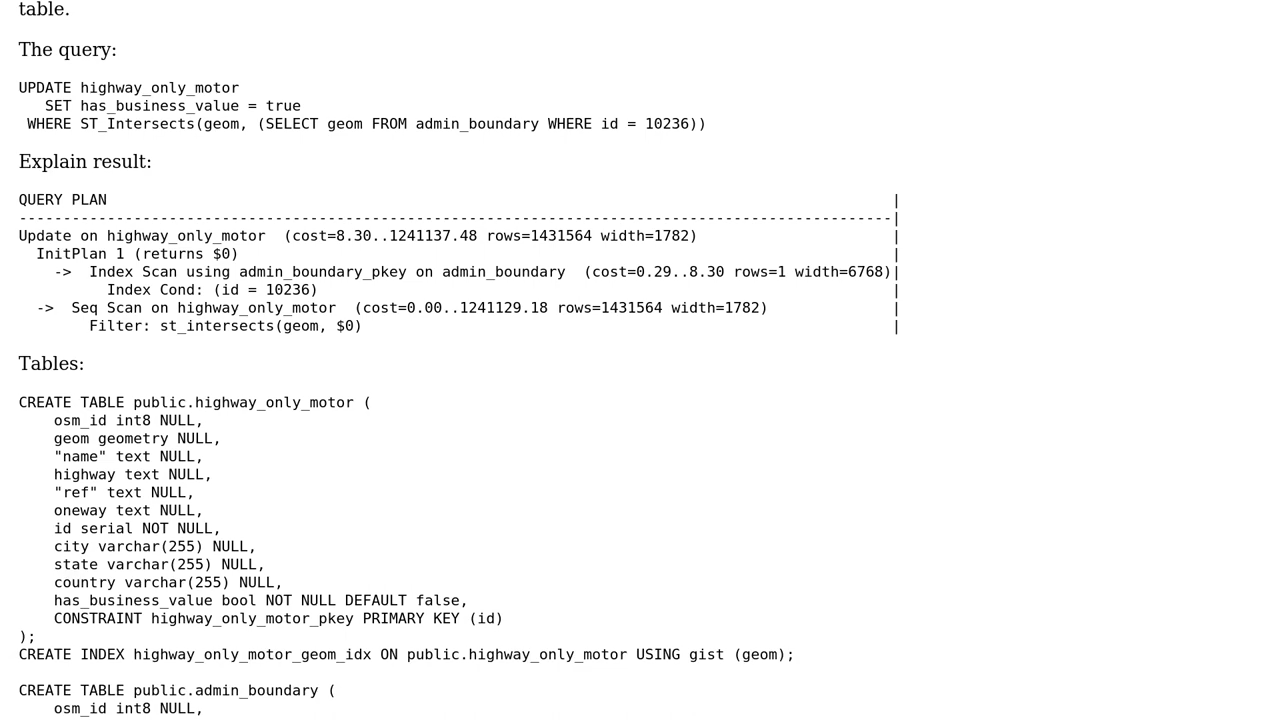 table.
The query:
UPDATE highway_only_motor
   SET has_business_value = true
 WHERE ST_Intersects(geom, (SELECT geom FROM admin_boundary WHERE id = 10236))
Explain result:
QUERY PLAN                                                                                         |
---------------------------------------------------------------------------------------------------|
Update on highway_only_motor  (cost=8.30..1241137.48 rows=1431564 width=1782)                      |
  InitPlan 1 (returns $0)                                                                          |
    ->  Index Scan using admin_boundary_pkey on admin_boundary  (cost=0.29..8.30 rows=1 width=6768)|
          Index Cond: (id = 10236)                                                                 |
  ->  Seq Scan on highway_only_motor  (cost=0.00..1241129.18 rows=1431564 width=1782)              |
        Filter: st_intersects(geom, $0)                                                            |
Tables:
CREATE TABLE public.highway_only_motor (
    osm_id int8 NULL,
    geom geometry NULL,
    "name" text NULL,
    highway text NULL,
    "ref" text NULL,
    oneway text NULL,
    id serial NOT NULL,
    city varchar(255) NULL,
    state varchar(255) NULL,
    country varchar(255) NULL,
    has_business_value bool NOT NULL DEFAULT false,
    CONSTRAINT highway_only_motor_pkey PRIMARY KEY (id)
);
CREATE INDEX highway_only_motor_geom_idx ON public.highway_only_motor USING gist (geom);
CREATE TABLE public.admin_boundary (
    osm_id int8 NULL,